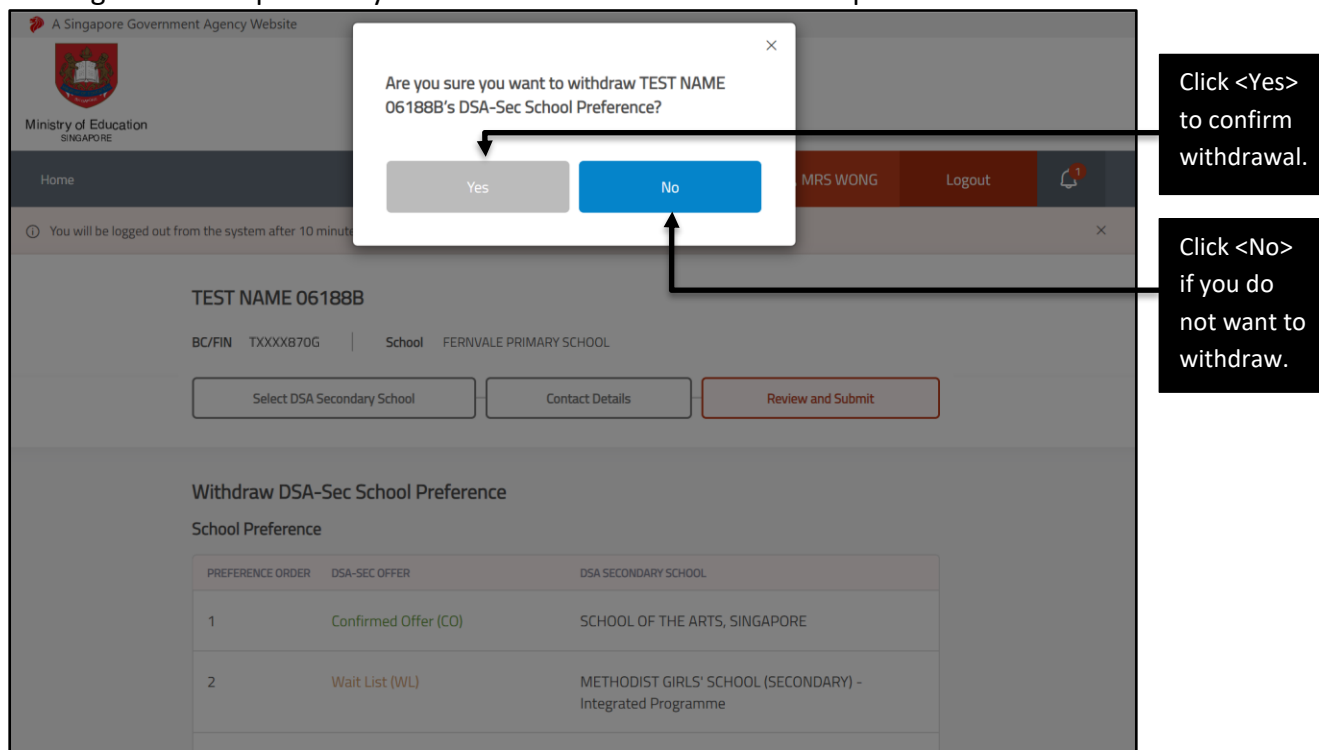 A Singapore Government Agency Website
Ministry of Education
SINGAPORE
×
Are you sure you want to withdraw TEST NAME
06188B's DSA-Sec School Preference?
Yes
No
Home
MRS WONG
Logout
1
You will be logged out from the system after 10 minute
×
TEST NAME 06188B
BC/FIN TXXXXB70G
School FERNVALE PRIMARY SCHOOL
Select DSA Secondary School
Contact Details
Review and Submit
Withdraw DSA-Sec School Preference
School Preference
PREFERENCE ORDER DSA-SEC OFFER DSA SECONDARY SCHOOL
1 Confirmed Offer (CO) SCHOOL OF THE ARTS, SINGAPORE
2 Wait List (WL) METHODIST GIRLS' SCHOOL (SECONDARY) -
Integrated Programme
Click <Yes>
to confirm
withdrawal.
Click <No>
if you do
not want to
withdraw.